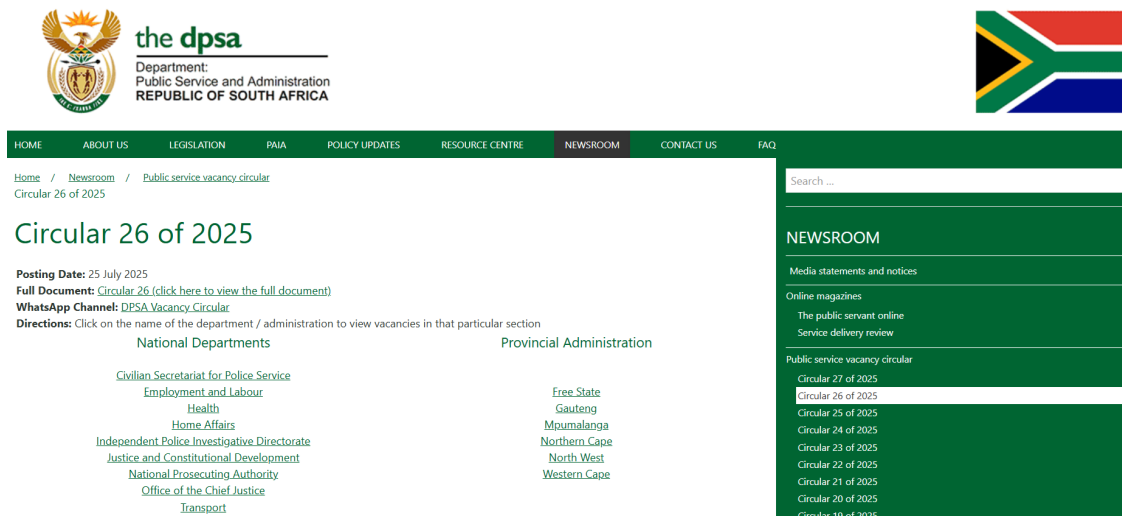 the dpsa
Department:
Public Service and Administration
REPUBLIC OF SOUTH AFRICA
HOME ABOUT US LEGISLATION PAIA POLICY UPDATES RESOURCE CENTRE NEWSROOM CONTACT US FAQ
Home / Newsroom / Public service vacancy circular
Circular 26 of 2025
Circular 26 of 2025
Posting Date: 25 July 2025
Full Document: Circular 26 (click here to view the full document)
WhatsApp Channel: DPSA Vacancy Circular
Directions: Click on the name of the department / administration to view vacancies in that particular section
National Departments
Civilian Secretariat for Police Service
Employment and Labour
Health
Home Affairs
Independent Police Investigative Directorate
Justice and Constitutional Development
National Prosecuting Authority
Office of the Chief Justice
Transport
Provincial Administration
Free State
Gauteng
Mpumalanga
Northern Cape
North West
Western Cape
Search ...
NEWSROOM
Media statements and notices
Online magazines
The public servant online
Service delivery review
Public service vacancy circular
Circular 27 of 2025
Circular 26 of 2025
Circular 25 of 2025
Circular 24 of 2025
Circular 23 of 2025
Circular 22 of 2025
Circular 21 of 2025
Circular 20 of 2025
Circular 19 of 2025